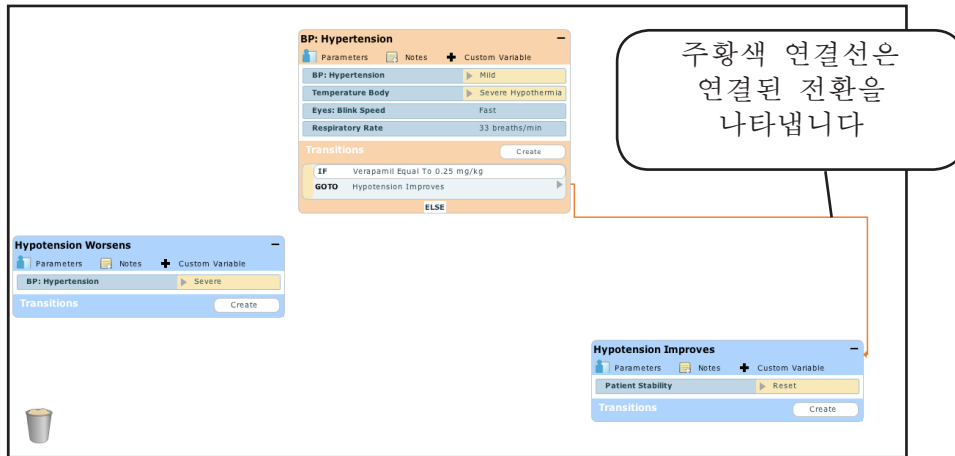 BP: Hypertension
Parameters Notes Custom Variable
BP: Hypertension Mild
Temperature Body Severe Hypothermia
Eyes: Blink Speed Fast
Respiratory Rate 33 breaths/min
Transitions Create
IF Verapamil Equal To 0.25 mg/kg
GOTO Hypotension Improves
ELSE
주황색 연결선은
연결된 전환을
나타냅니다
Hypotension Worsens
Parameters Notes Custom Variable
BP: Hypertension Severe
Transitions Create
Hypotension Improves
Parameters Notes Custom Variable
Patient Stability Reset
Transitions Create